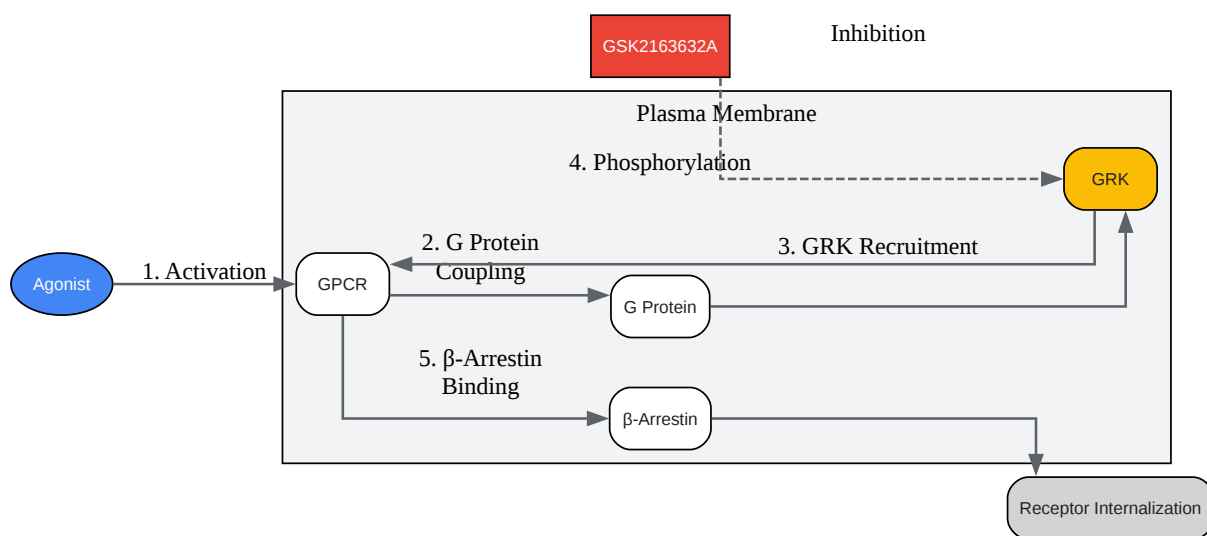 GSK2163632A
Inhibition
Plasma Membrane
4. Phosphorylation
GRK
2. G Protein
Coupling
3. GRK Recruitment
1. Activation
Agonist
GPCR
G Protein
5. β-Arrestin
Binding
β-Arrestin
Receptor Internalization